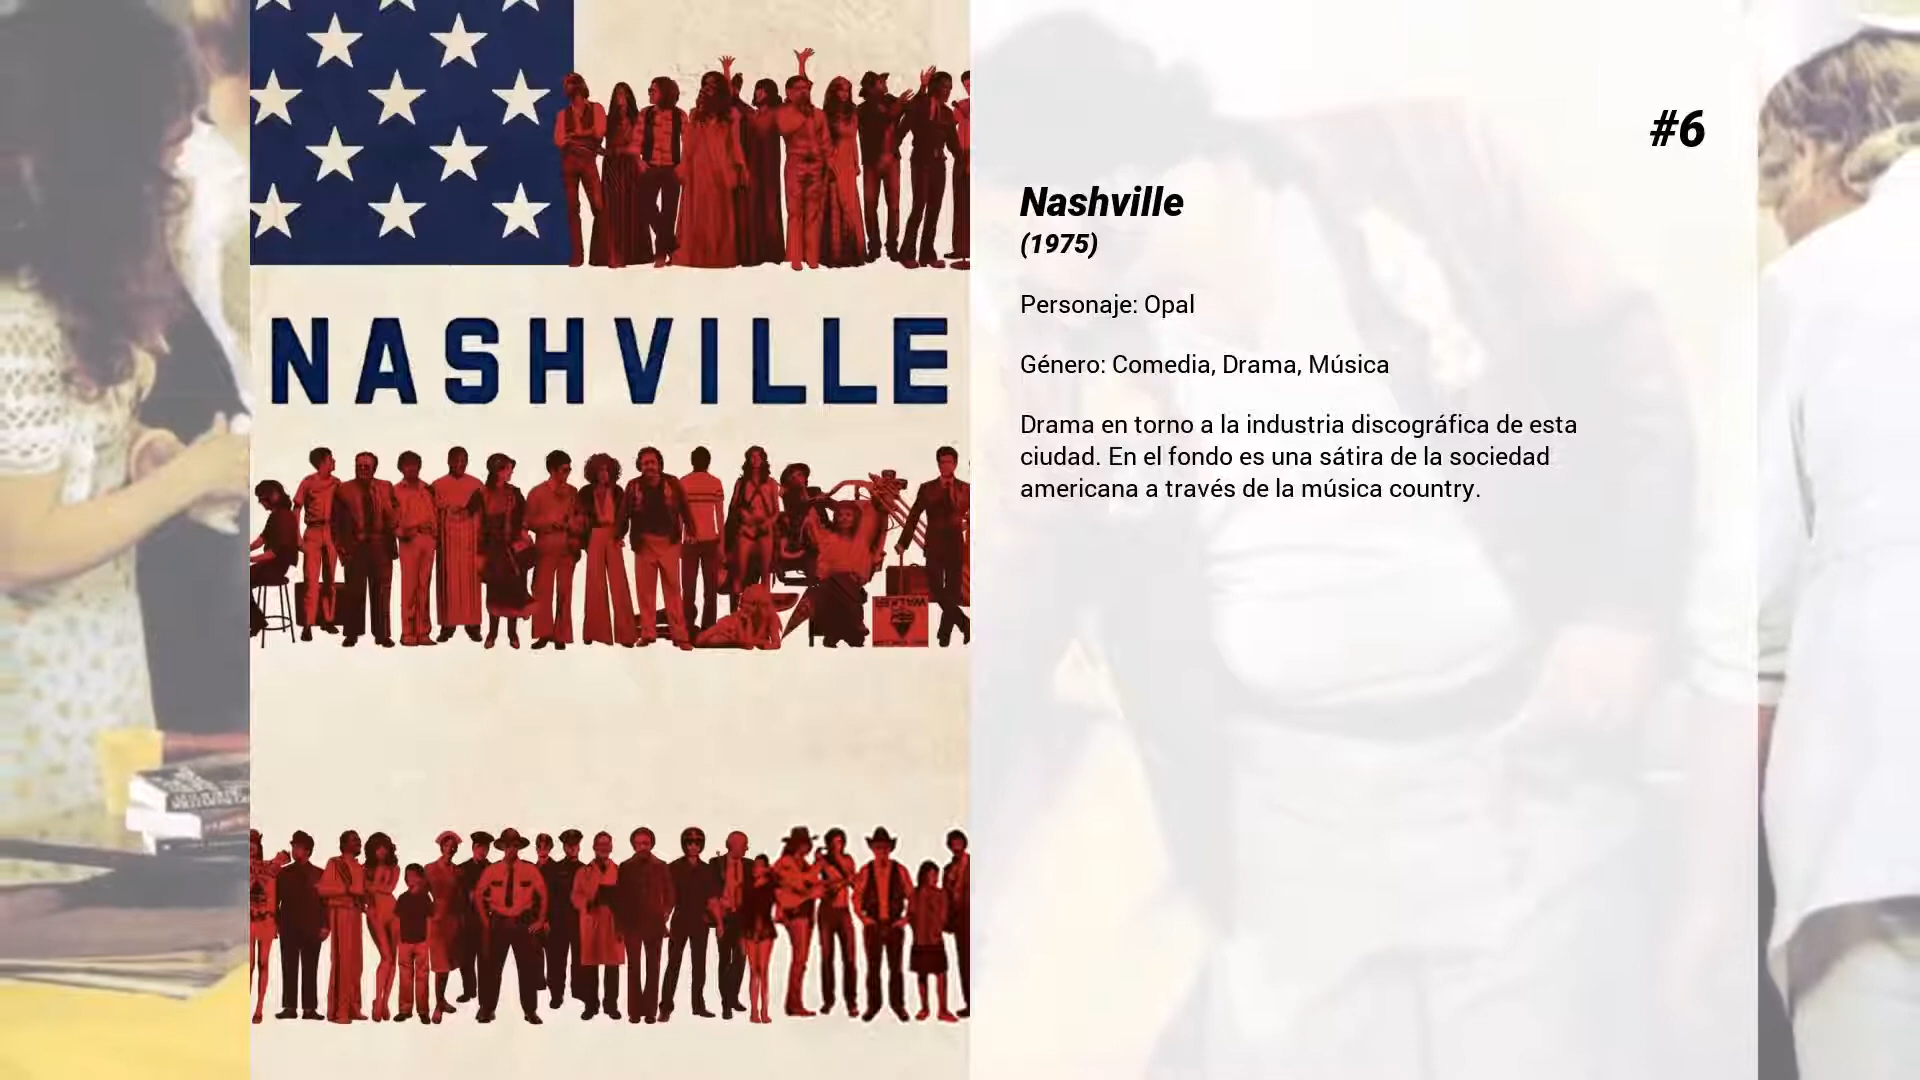 NASHVILLE
#6
Nashville
(1975)
Personaje: Opal
Género: Comedia, Drama, Música
Drama en torno a la industria discográfica de esta
ciudad. En el fondo es una sátira de la sociedad
americana a través de la música country.